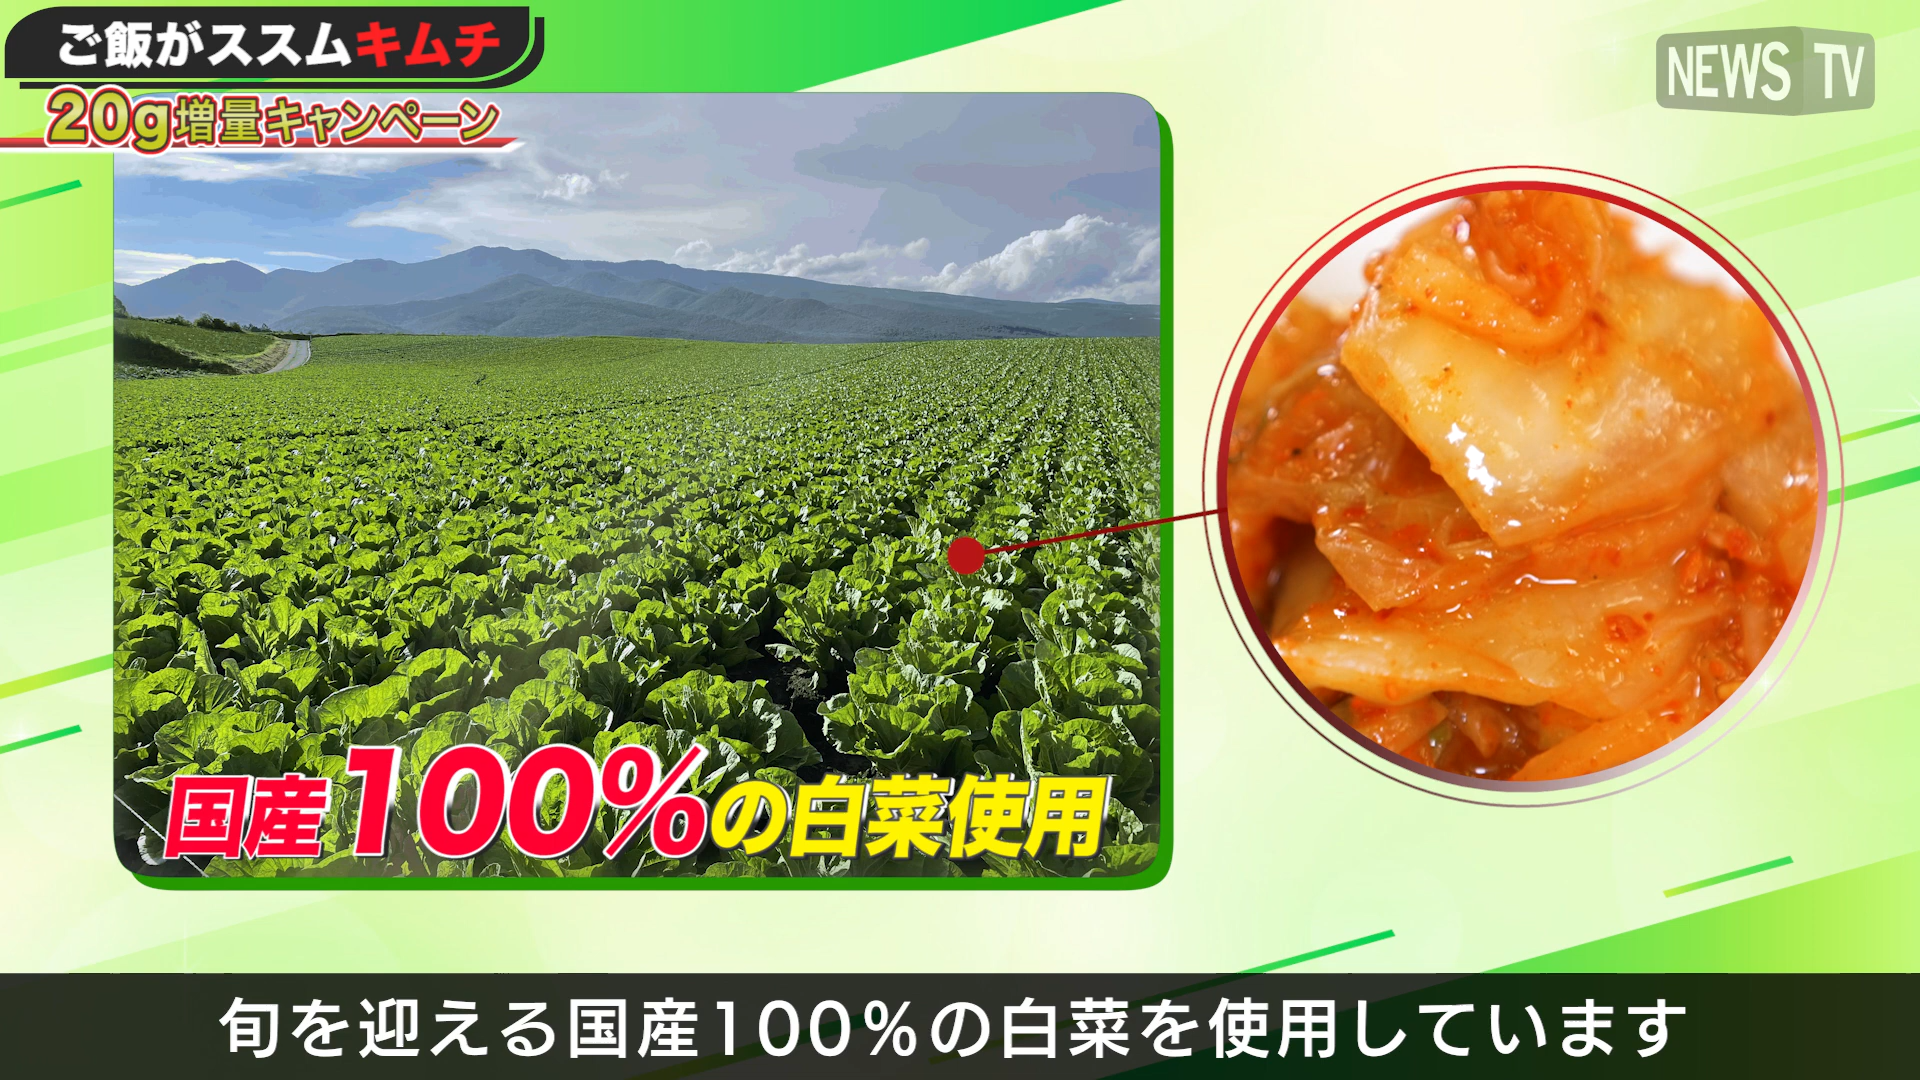 ご飯がススムキムチ
20g増量キャンペーン
NEWS TV
国産100%の白菜使用
旬を迎える国産100%の白菜を使用しています